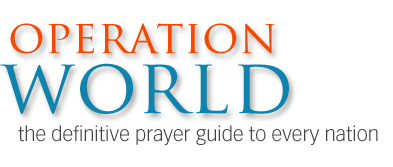 OPERATION
WORLD
the definitive prayer guide to every nation